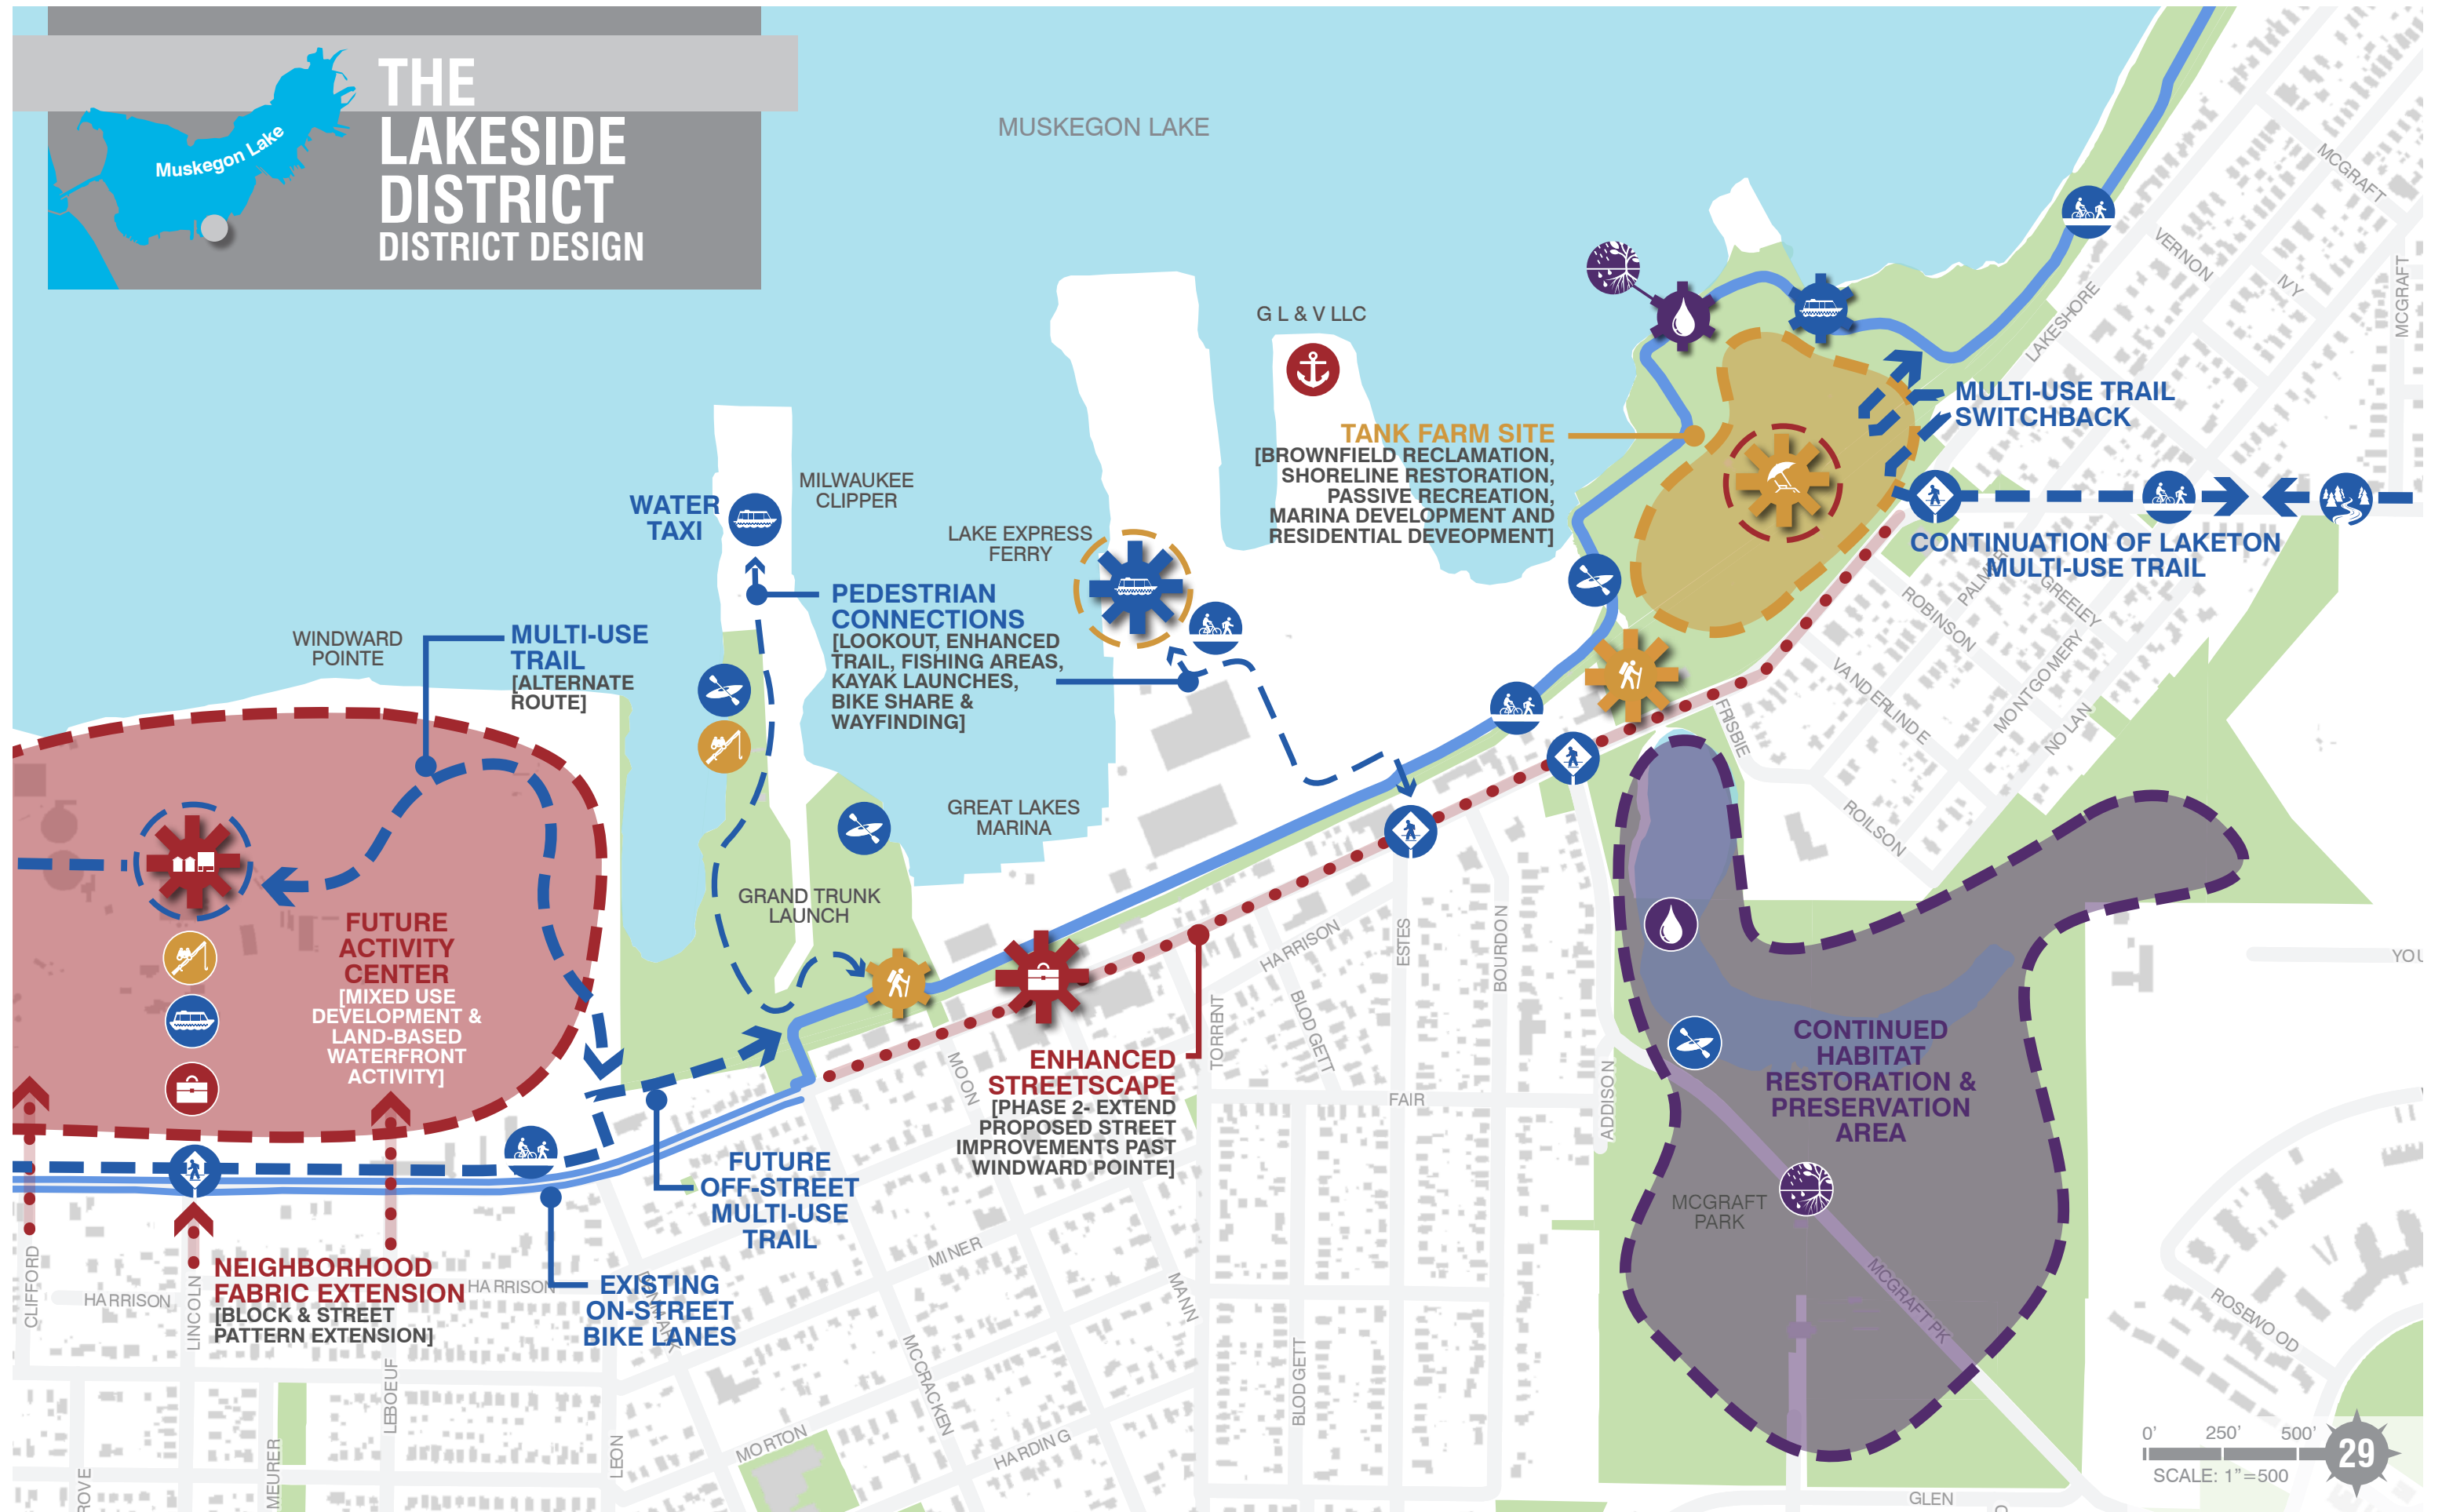 THE
LAKESIDE
DISTRICT
DISTRICT DESIGN
Muskegon Lake
MUSKEGON LAKE
G L & V LLC
TANK FARM SITE
[BROWNFIELD RECLAMATION,
SHORELINE RESTORATION,
PASSIVE RECREATION,
MARINA DEVELOPMENT AND
RESIDENTIAL DEVEOPMENT]
MULTI-USE TRAIL
SWITCHBACK
CONTINUATION OF LAKETON
MULTI-USE TRAIL
MCGRAFT
VERNON
IVY
MCGRAFT
LAKESHORE
MILWAUKEE
CLIPPER
WATER
TAXI
LAKE EXPRESS
FERRY
PEDESTRIAN
CONNECTIONS
[LOOKOUT, ENHANCED
TRAIL, FISHING AREAS,
KAYAK LAUNCHES,
BIKE SHARE &
WAYFINDING]
WINDWARD
POINTE
MULTI-USE
TRAIL
[ALTERNATE
ROUTE]
GREAT LAKES
MARINA
GRAND TRUNK
LAUNCH
ROBINSON
GREELEY
VANDERLINDE
MONTGOMERY
NOLAN
FRISBIE
ROILSON
FUTURE
ACTIVITY
CENTER
[MIXED USE
DEVELOPMENT &
LAND-BASED
WATERFRONT
ACTIVITY]
ENHANCED
STREETSCAPE
[PHASE 2- EXTEND
PROPOSED STREET
IMPROVEMENTS PAST
WINDWARD POINTE]
MOON
TORRENT
HARRISON
BLODGETT
ESTES
BOURDON
FAIR
ADDISON
CONTINUED
HABITAT
RESTORATION &
PRESERVATION
AREA
MCGRAFT
PARK
MCGRAFT PK
FUTURE
OFF-STREET
MULTI-USE
TRAIL
EXISTING
ON-STREET
BIKE LANES
NEIGHBORHOOD
FABRIC EXTENSION
[BLOCK & STREET
PATTERN EXTENSION]
CLIFFORD
HARRISON
LINCOLN
HARRISON
LEBOEUF
MEURER
LEON
MINER
MANN
MCCRACKEN
MORTON
HARDING
BLODGETT
ROSEWOOD
GLEN
0' 250' 500'
SCALE: 1"=500
29